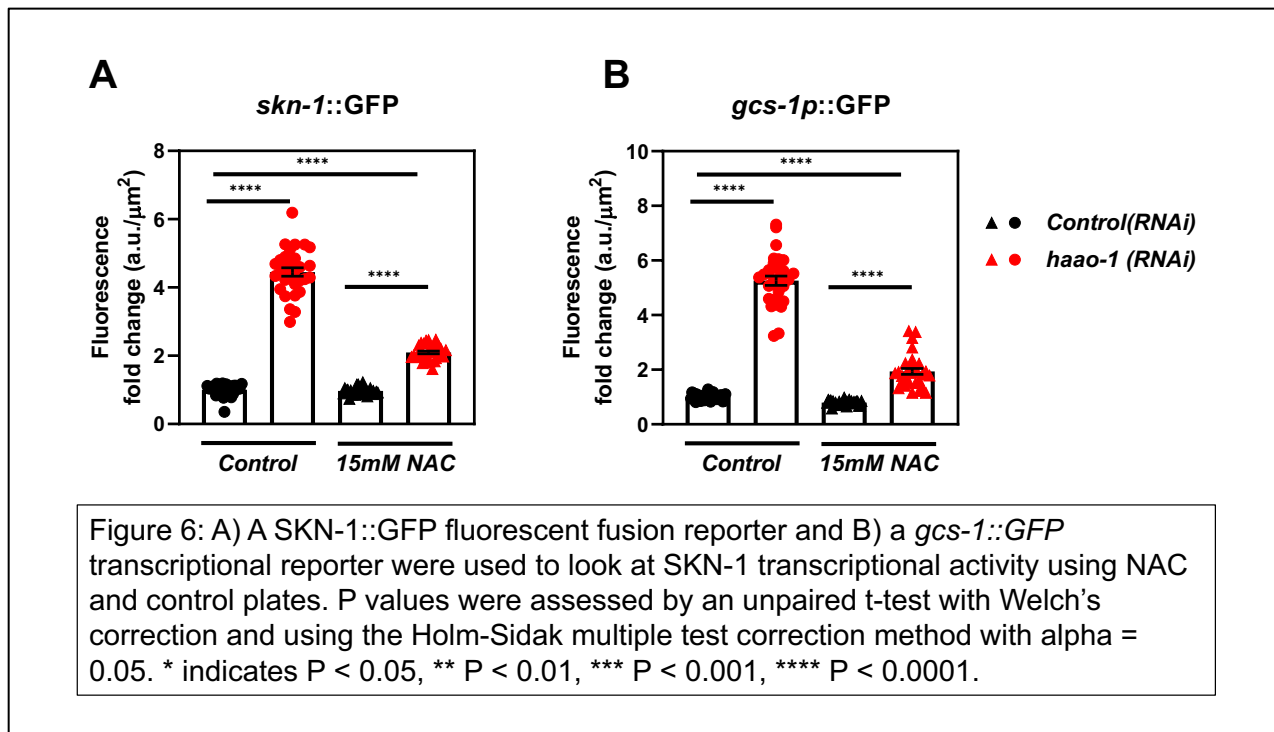 A
skn-1::GFP
Fluorescence
fold change (a.u./μm²)
8
6
4
2
0
****
****
****
Control
15mM NAC
B
gcs-1p::GFP
Fluorescence
fold change (a.u./μm²)
10
8
6
4
2
0
****
****
****
Control
15mM NAC
Control(RNAi)
haao-1 (RNAi)
Figure 6: A) A SKN-1::GFP fluorescent fusion reporter and B) a gcs-1::GFP
transcriptional reporter were used to look at SKN-1 transcriptional activity using NAC
and control plates. P values were assessed by an unpaired t-test with Welch’s
correction and using the Holm-Sidak multiple test correction method with alpha =
0.05. * indicates P < 0.05, ** P < 0.01, *** P < 0.001, **** P < 0.0001.